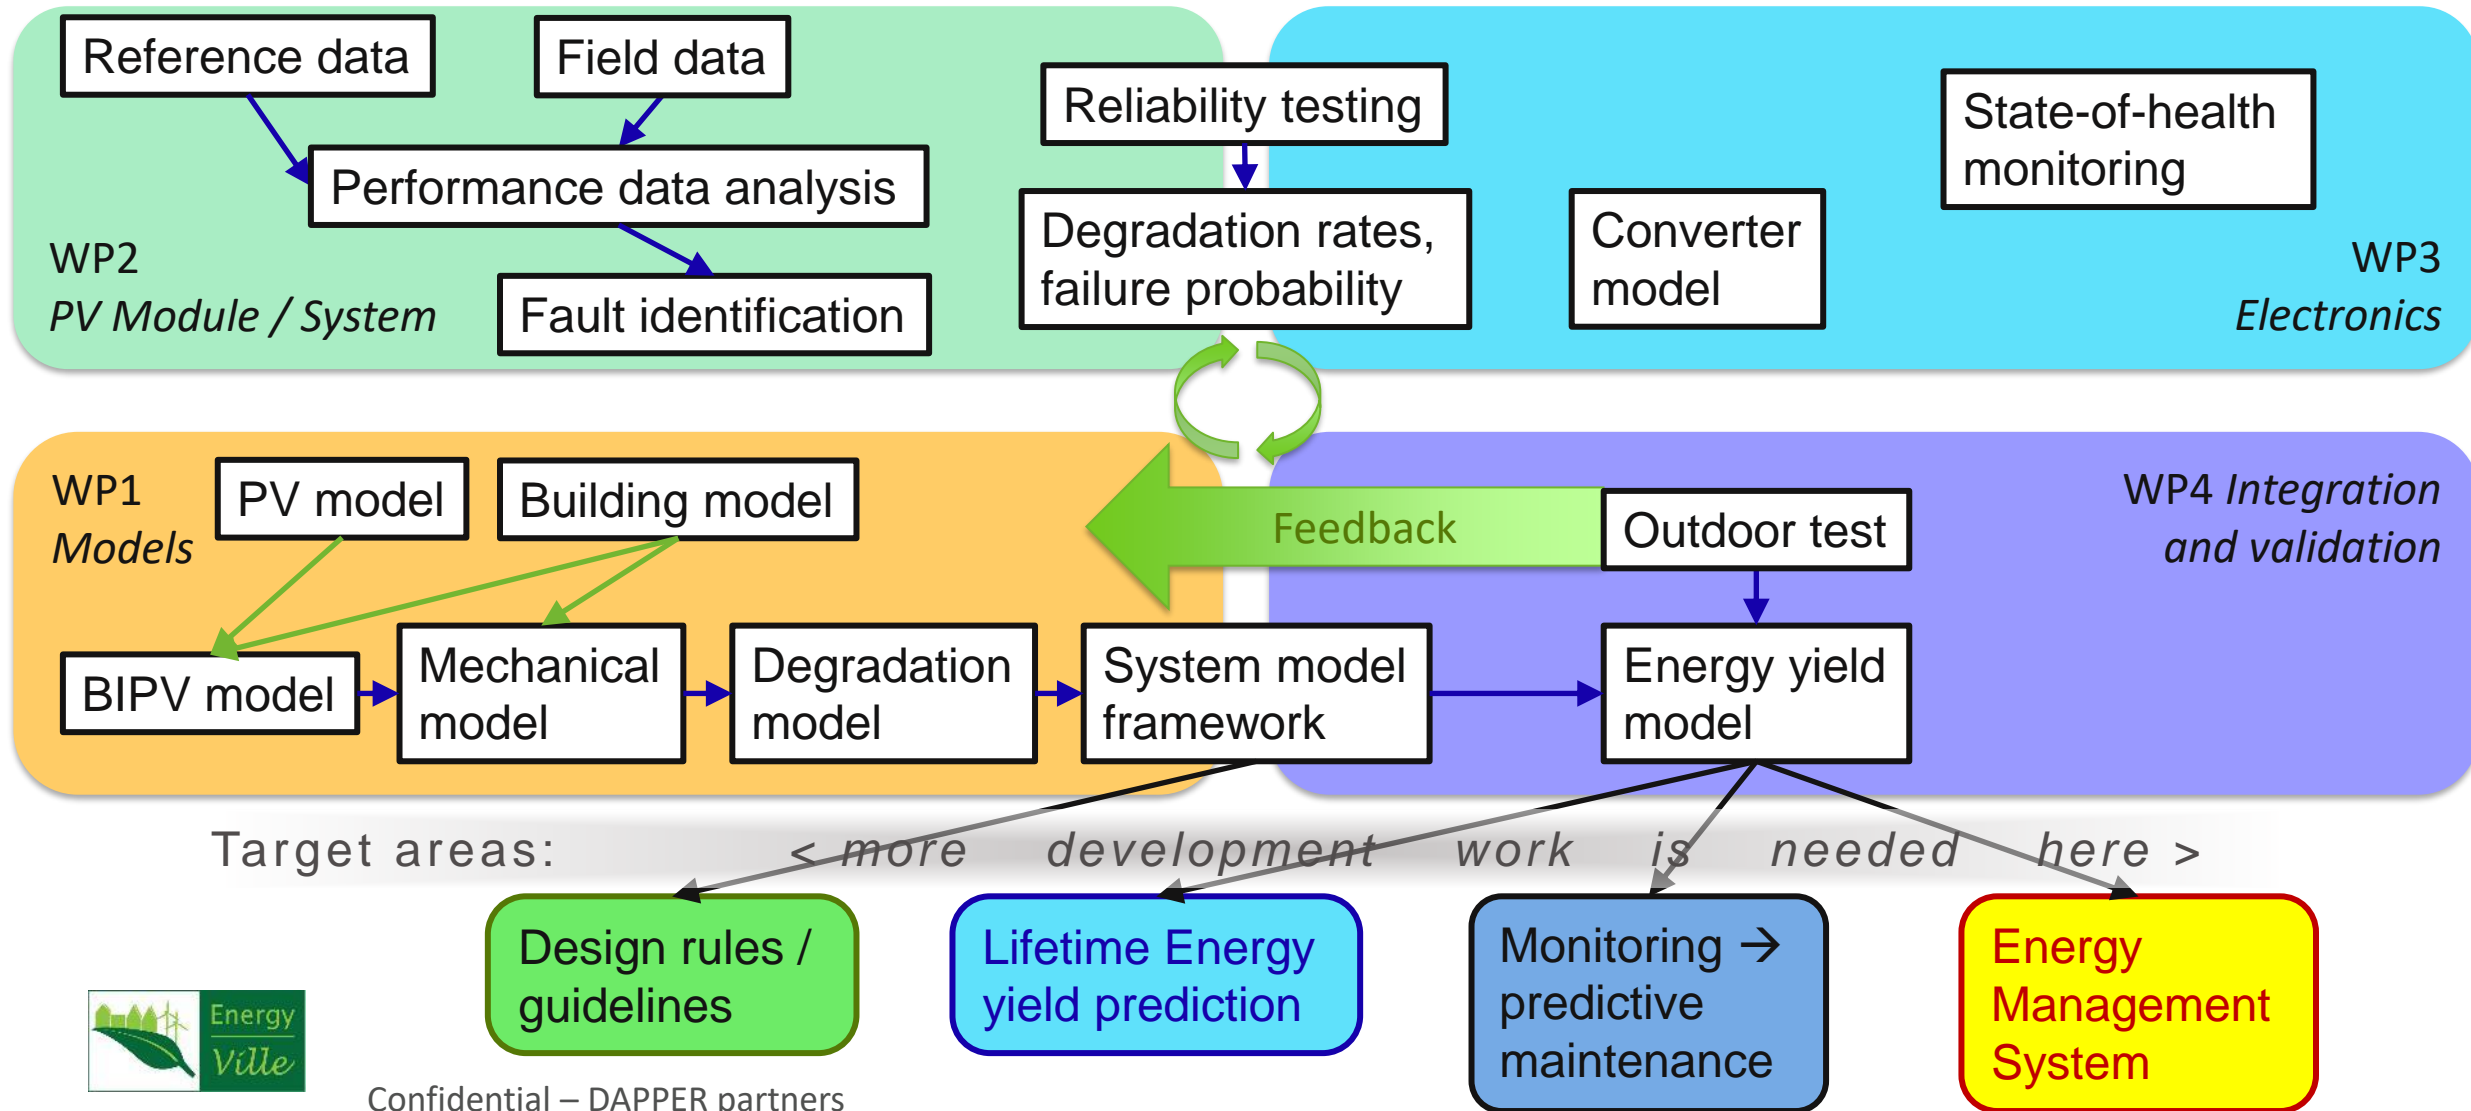 Reference data
Field data
Performance data analysis
WP2
PV Module / System
Fault identification
Reliability testing
Degradation rates,
failure probability
Converter
model
State-of-health
monitoring
WP3
Electronics
WP1
Models
PV model
Building model
BIPV model
Mechanical
model
Degradation
model
System model
framework
Feedback
Outdoor test
WP4 Integration
and validation
Energy yield
model
Target areas: < more development work is needed here >
Design rules /
guidelines
Lifetime Energy
yield prediction
Monitoring →
predictive
maintenance
Energy
Management
System
Energy
Ville
Confidential – DAPPER partners